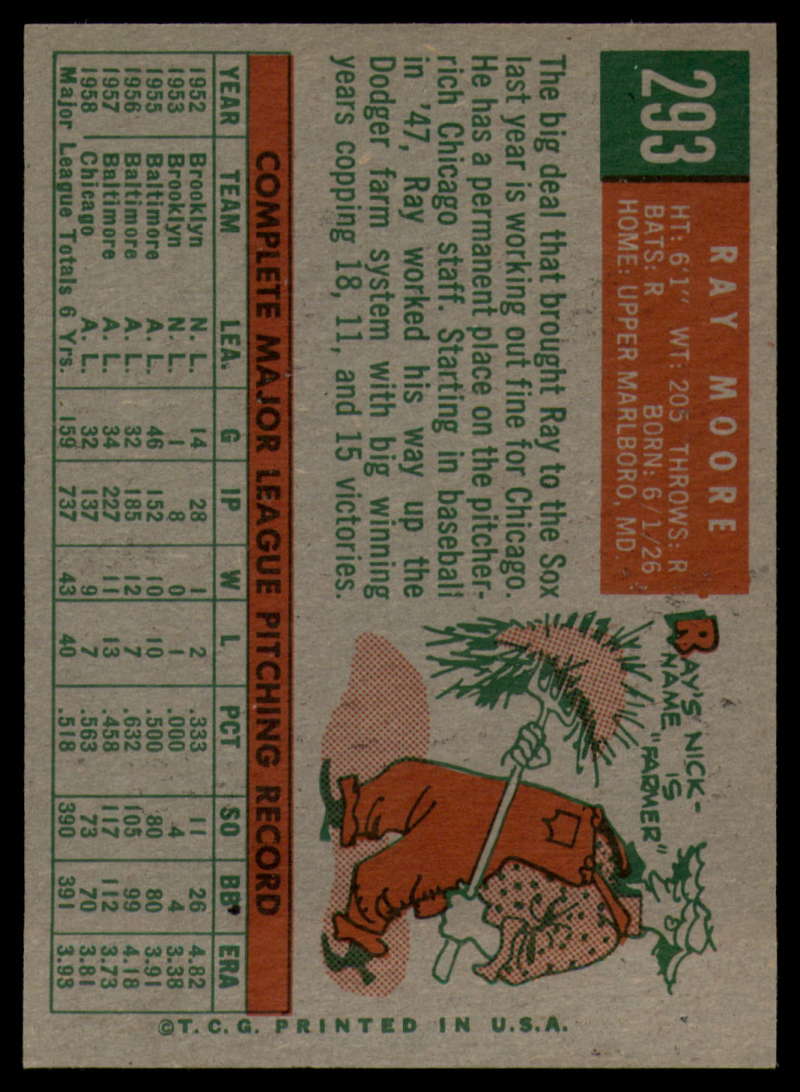 293
RAY MOORE
HT: 6'1" WT: 205 THROWS: R
BATS: R BORN: 6/1/26
HOME: UPPER MARLBORO, MD
The big deal that brought Ray to the Sox
last year is working out fine for Chicago.
He has a permanent place on the pitcher-
rich Chicago staff. Starting in baseball
in '47, Ray worked his way up the
Dodger farm system with big winning
years copping 18, 11, and 15 victories.
RAY'S NICK-
NAME IS
"FARMER"
COMPLETE MAJOR LEAGUE PITCHING RECORD
YEAR TEAM LEA. G IP W L PCT SO BB ERA
1952 Brooklyn N. L. 14 28 1 2 .333 11 26 4.82
1953 Brooklyn N. L. 1 8 0 1 .000 4 4 3.38
1955 Baltimore A. L. 46 152 10 10 .500 80 80 3.91
1956 Baltimore A. L. 32 185 12 7 .632 105 99 4.18
1957 Baltimore A. L. 34 227 11 13 .458 117 112 3.73
1958 Chicago A. L. 32 137 9 7 .563 73 70 3.81
Major League Totals 6 Yrs. 159 737 43 40 .518 390 391 3.93
©T.C.G. PRINTED IN U.S.A.